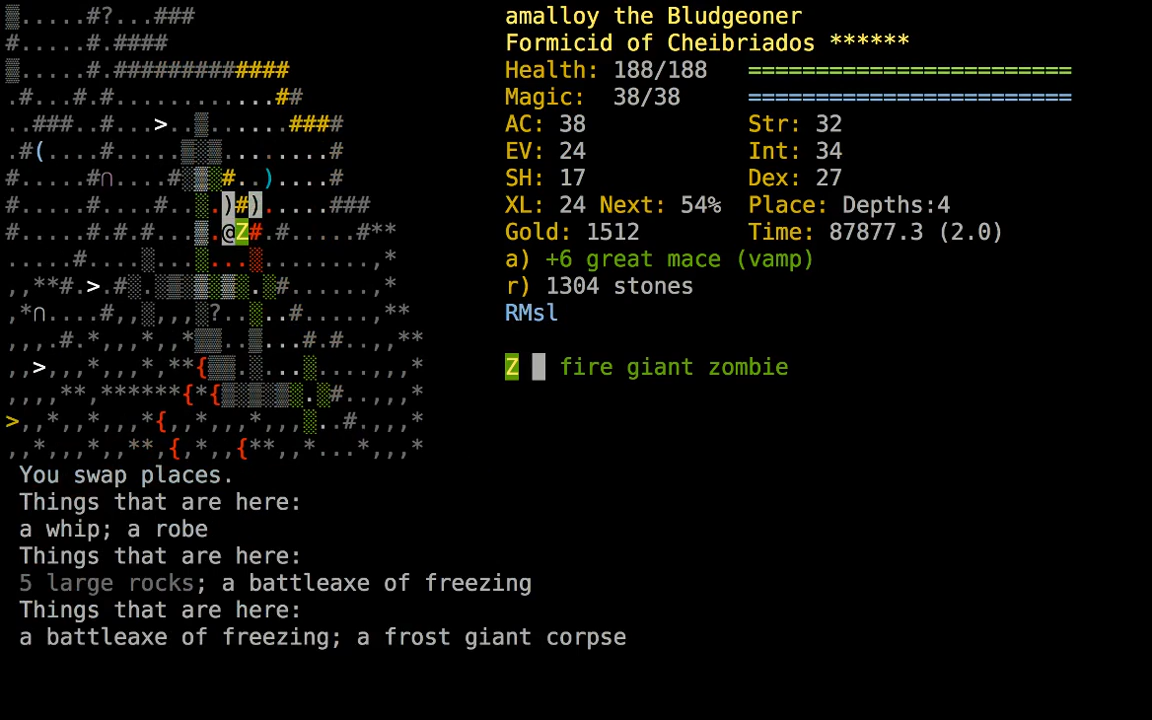 amalloy the Bludgeoner
Formicid of Cheibriados ******
Health: 188/188 ========================
Magic: 38/38 ========================
AC: 38 Str: 32
EV: 24 Int: 34
SH: 17 Dex: 27
XL: 24 Next: 54% Place: Depths:4
Gold: 1512 Time: 87877.3 (2.0)
a) +6 great mace (vamp)
r) 1304 stones
RMsl
Z fire giant zombie
You swap places.
Things that are here:
a whip; a robe
Things that are here:
5 large rocks; a battleaxe of freezing
Things that are here:
a battleaxe of freezing; a frost giant corpse